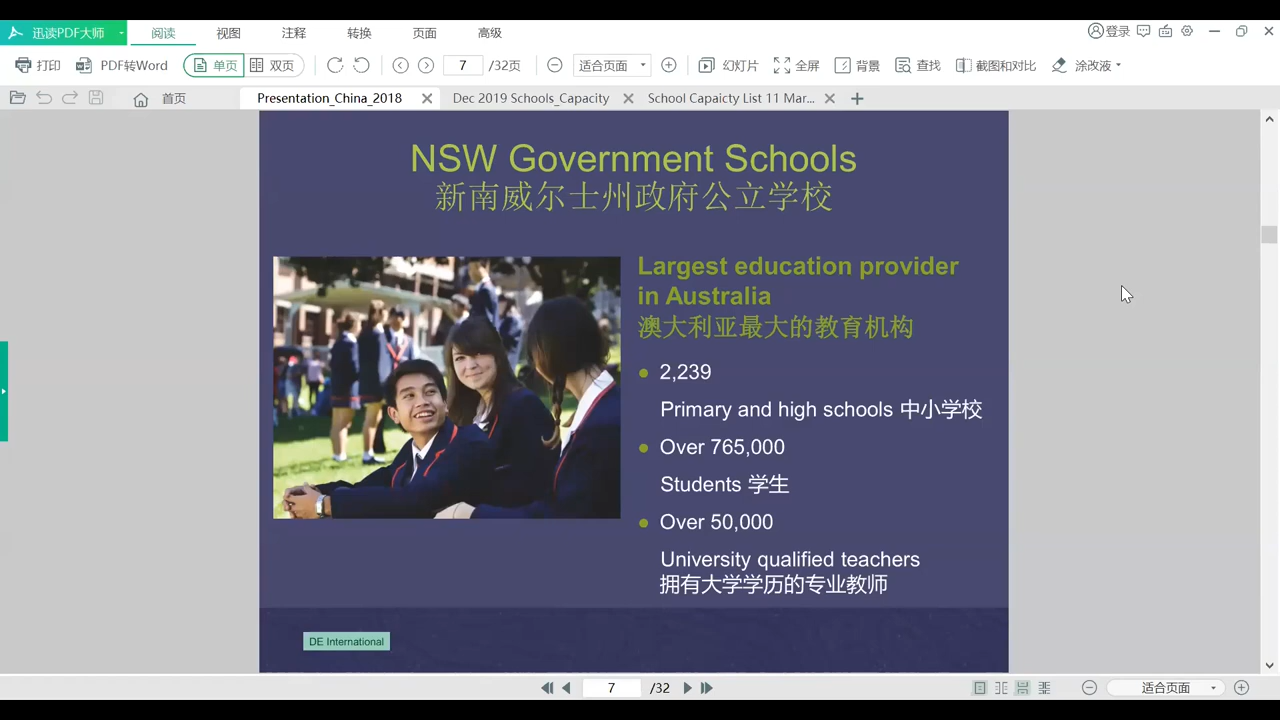 迅读PDF大师
阅读
视图
注释
转换
页面
高级
登录
打印
PDF转Word
单页
双页
7
/32页
适合页面
幻灯片
全屏
背景
查找
截图和对比
涂改液
首页
Presentation_China_2018
Dec 2019 Schools_Capacity
School Capaicty List 11 Mar...
NSW Government Schools
新南威尔士州政府公立学校
Largest education provider
in Australia
澳大利亚最大的教育机构
2,239
Primary and high schools 中小学校
Over 765,000
Students 学生
Over 50,000
University qualified teachers
拥有大学学历的专业教师
DE International
7
/32
适合页面